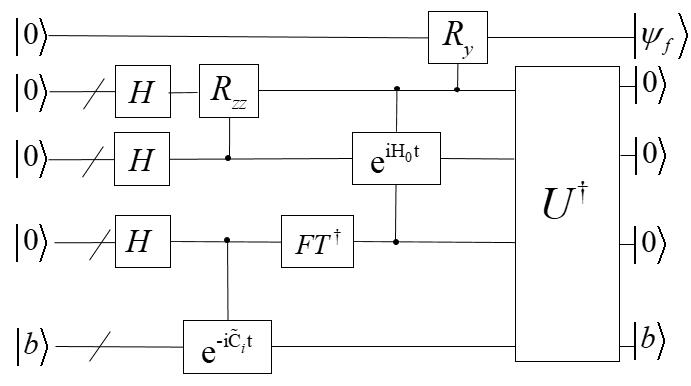 |0⟩ R_y |ψ_f⟩
|0⟩ H R_zz |0⟩
|0⟩ H e^{iH_0t} |0⟩
U^†
|0⟩ H FT^† |0⟩
|b⟩ e^{-iC̃_it} |b⟩